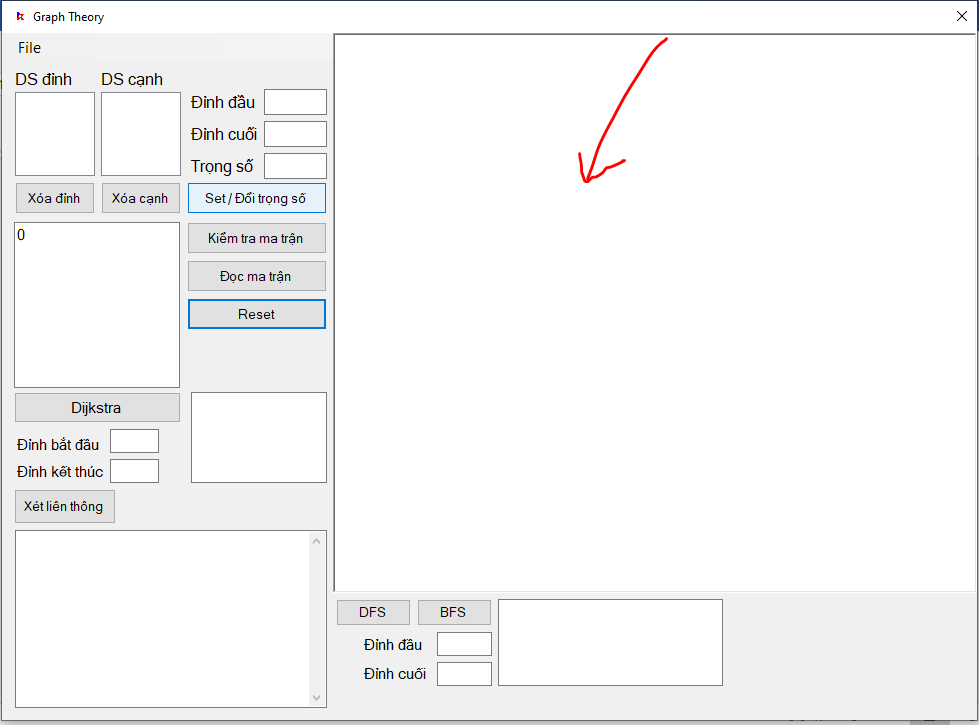 Graph Theory
File
DS đỉnh
DS cạnh
Đỉnh đầu
Đỉnh cuối
Trọng số
Xóa đỉnh
Xóa cạnh
Set / Đổi trọng số
0
Kiểm tra ma trận
Đọc ma trận
Reset
Dijkstra
Đỉnh bắt đầu
Đỉnh kết thúc
Xét liên thông
DFS
BFS
Đỉnh đầu
Đỉnh cuối